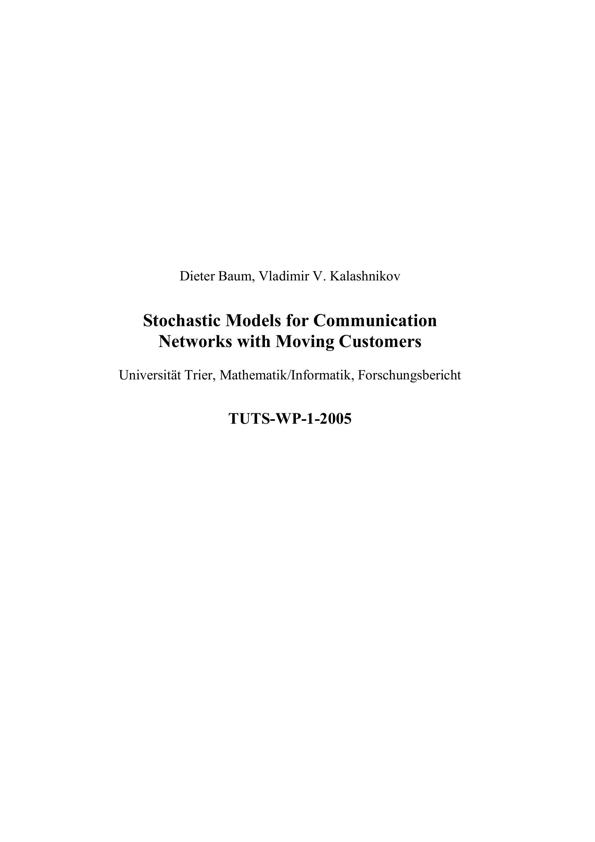 Dieter Baum, Vladimir V. Kalashnikov
Stochastic Models for Communication
Networks with Moving Customers
Universität Trier, Mathematik/Informatik, Forschungsbericht
TUTS-WP-1-2005